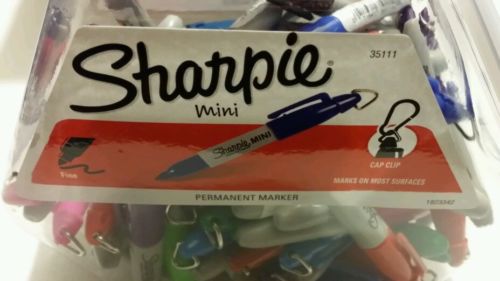 Sharpie®
35111
mini
Sharpie MINI
Fine
CAP CLIP
MARKS ON MOST SURFACES
PERMANENT MARKER